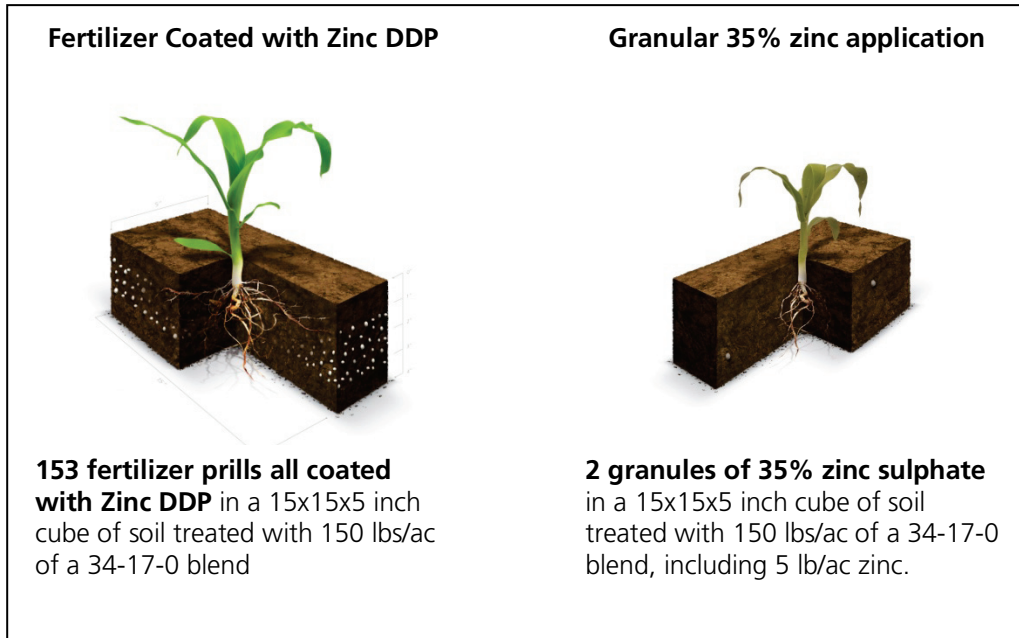 Fertilizer Coated with Zinc DDP
Granular 35% zinc application
153 fertilizer prills all coated
with Zinc DDP in a 15x15x5 inch
cube of soil treated with 150 lbs/ac
of a 34-17-0 blend
2 granules of 35% zinc sulphate
in a 15x15x5 inch cube of soil
treated with 150 lbs/ac of a 34-17-0
blend, including 5 lb/ac zinc.